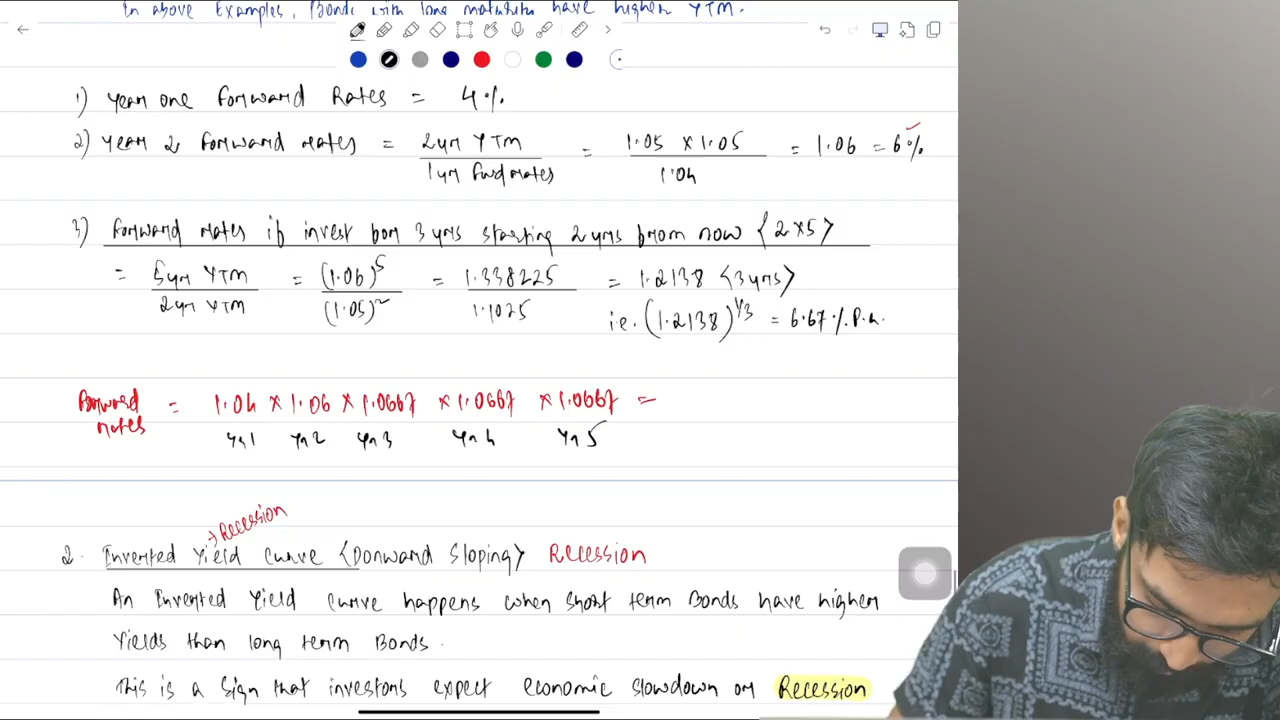 In above Examples, Bonds with long maturity have higher YTM.
1) Year one forward Rates = 4%
2) Year 2 forward rates = 2yr YTM / 1yr fwd rates = 1.05 x 1.05 / 1.04 = 1.06 = 6%
3) forward rates if invest for 3 yrs starting 2 yrs from now {2x5}
= 5yr YTM / 2yr YTM = (1.06)^5 / (1.05)^2 = 1.338225 / 1.1025 = 1.2138 {3 yrs}
i.e. (1.2138)^1/3 = 6.67% P.a.
Forward rates = 1.04 x 1.06 x 1.0667 x 1.0667 x 1.0667 =
Yr1 Yr2 Yr3 Yr4 Yr5
→ Recession
2. Inverted Yield curve {Donward Sloping} Recession
An Inverted Yield curve happens when short term Bonds have higher
Yields than long term Bonds.
This is a sign that investors expect economic slowdown or Recession